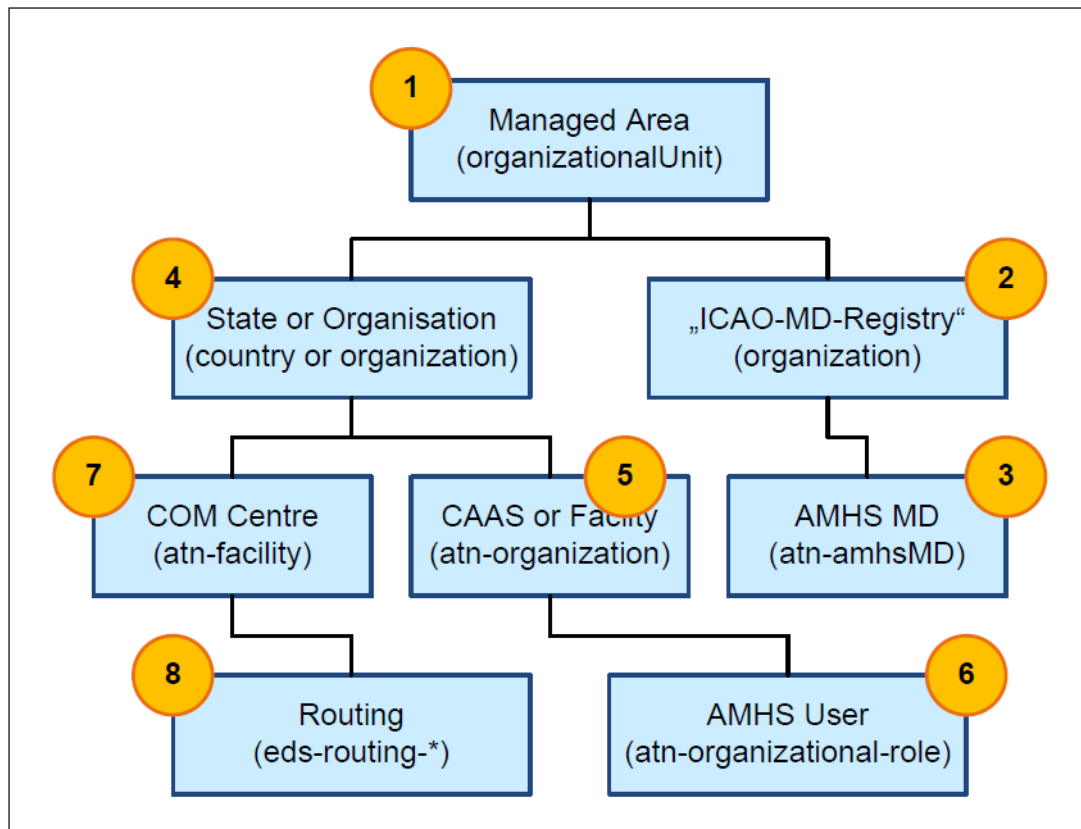 1
Managed Area
(organizationalUnit)
4
State or Organisation
(country or organization)
2
„ICAO-MD-Registry“
(organization)
7
COM Centre
(atn-facility)
5
CAAS or Facilty
(atn-organization)
3
AMHS MD
(atn-amhsMD)
8
Routing
(eds-routing-*)
6
AMHS User
(atn-organizational-role)